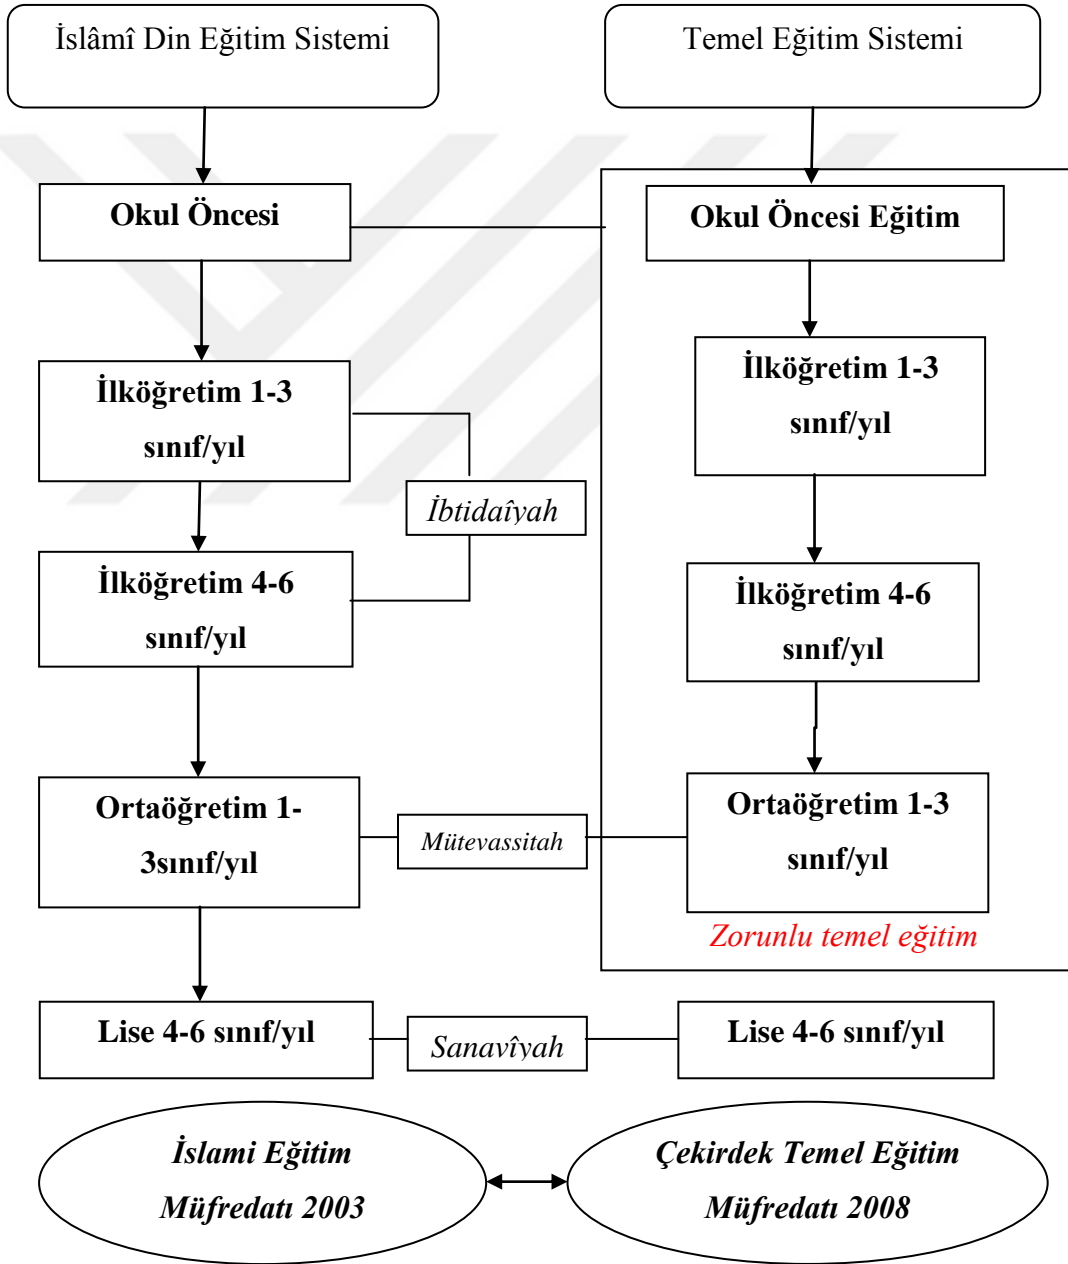 İslâmî Din Eğitim Sistemi
Temel Eğitim Sistemi
Okul Öncesi
Okul Öncesi Eğitim
İlköğretim 1-3
sınıf/yıl
İlköğretim 1-3
sınıf/yıl
İbtidaîyah
İlköğretim 4-6
sınıf/yıl
İlköğretim 4-6
sınıf/yıl
Ortaöğretim 1-
3sınıf/yıl
Mütevassitah
Ortaöğretim 1-3
sınıf/yıl
Zorunlu temel eğitim
Lise 4-6 sınıf/yıl
Sanavîyah
Lise 4-6 sınıf/yıl
İslami Eğitim
Müfredatı 2003
Çekirdek Temel Eğitim
Müfredatı 2008